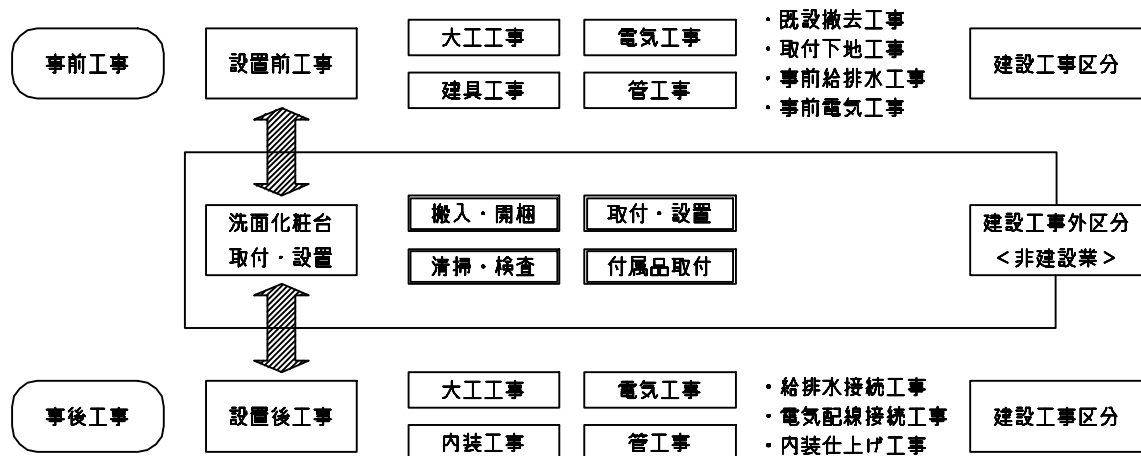 事前工事
設置前工事
大工工事
電気工事
建具工事
管工事
・既設撤去工事
・取付下地工事
・事前給排水工事
・事前電気工事
建設工事区分
洗面化粧台
取付・設置
搬入・開梱
取付・設置
清掃・検査
付属品取付
建設工事外区分
<非建設業>
事後工事
設置後工事
大工工事
電気工事
内装工事
管工事
・給排水接続工事
・電気配線接続工事
・内装仕上げ工事
建設工事区分